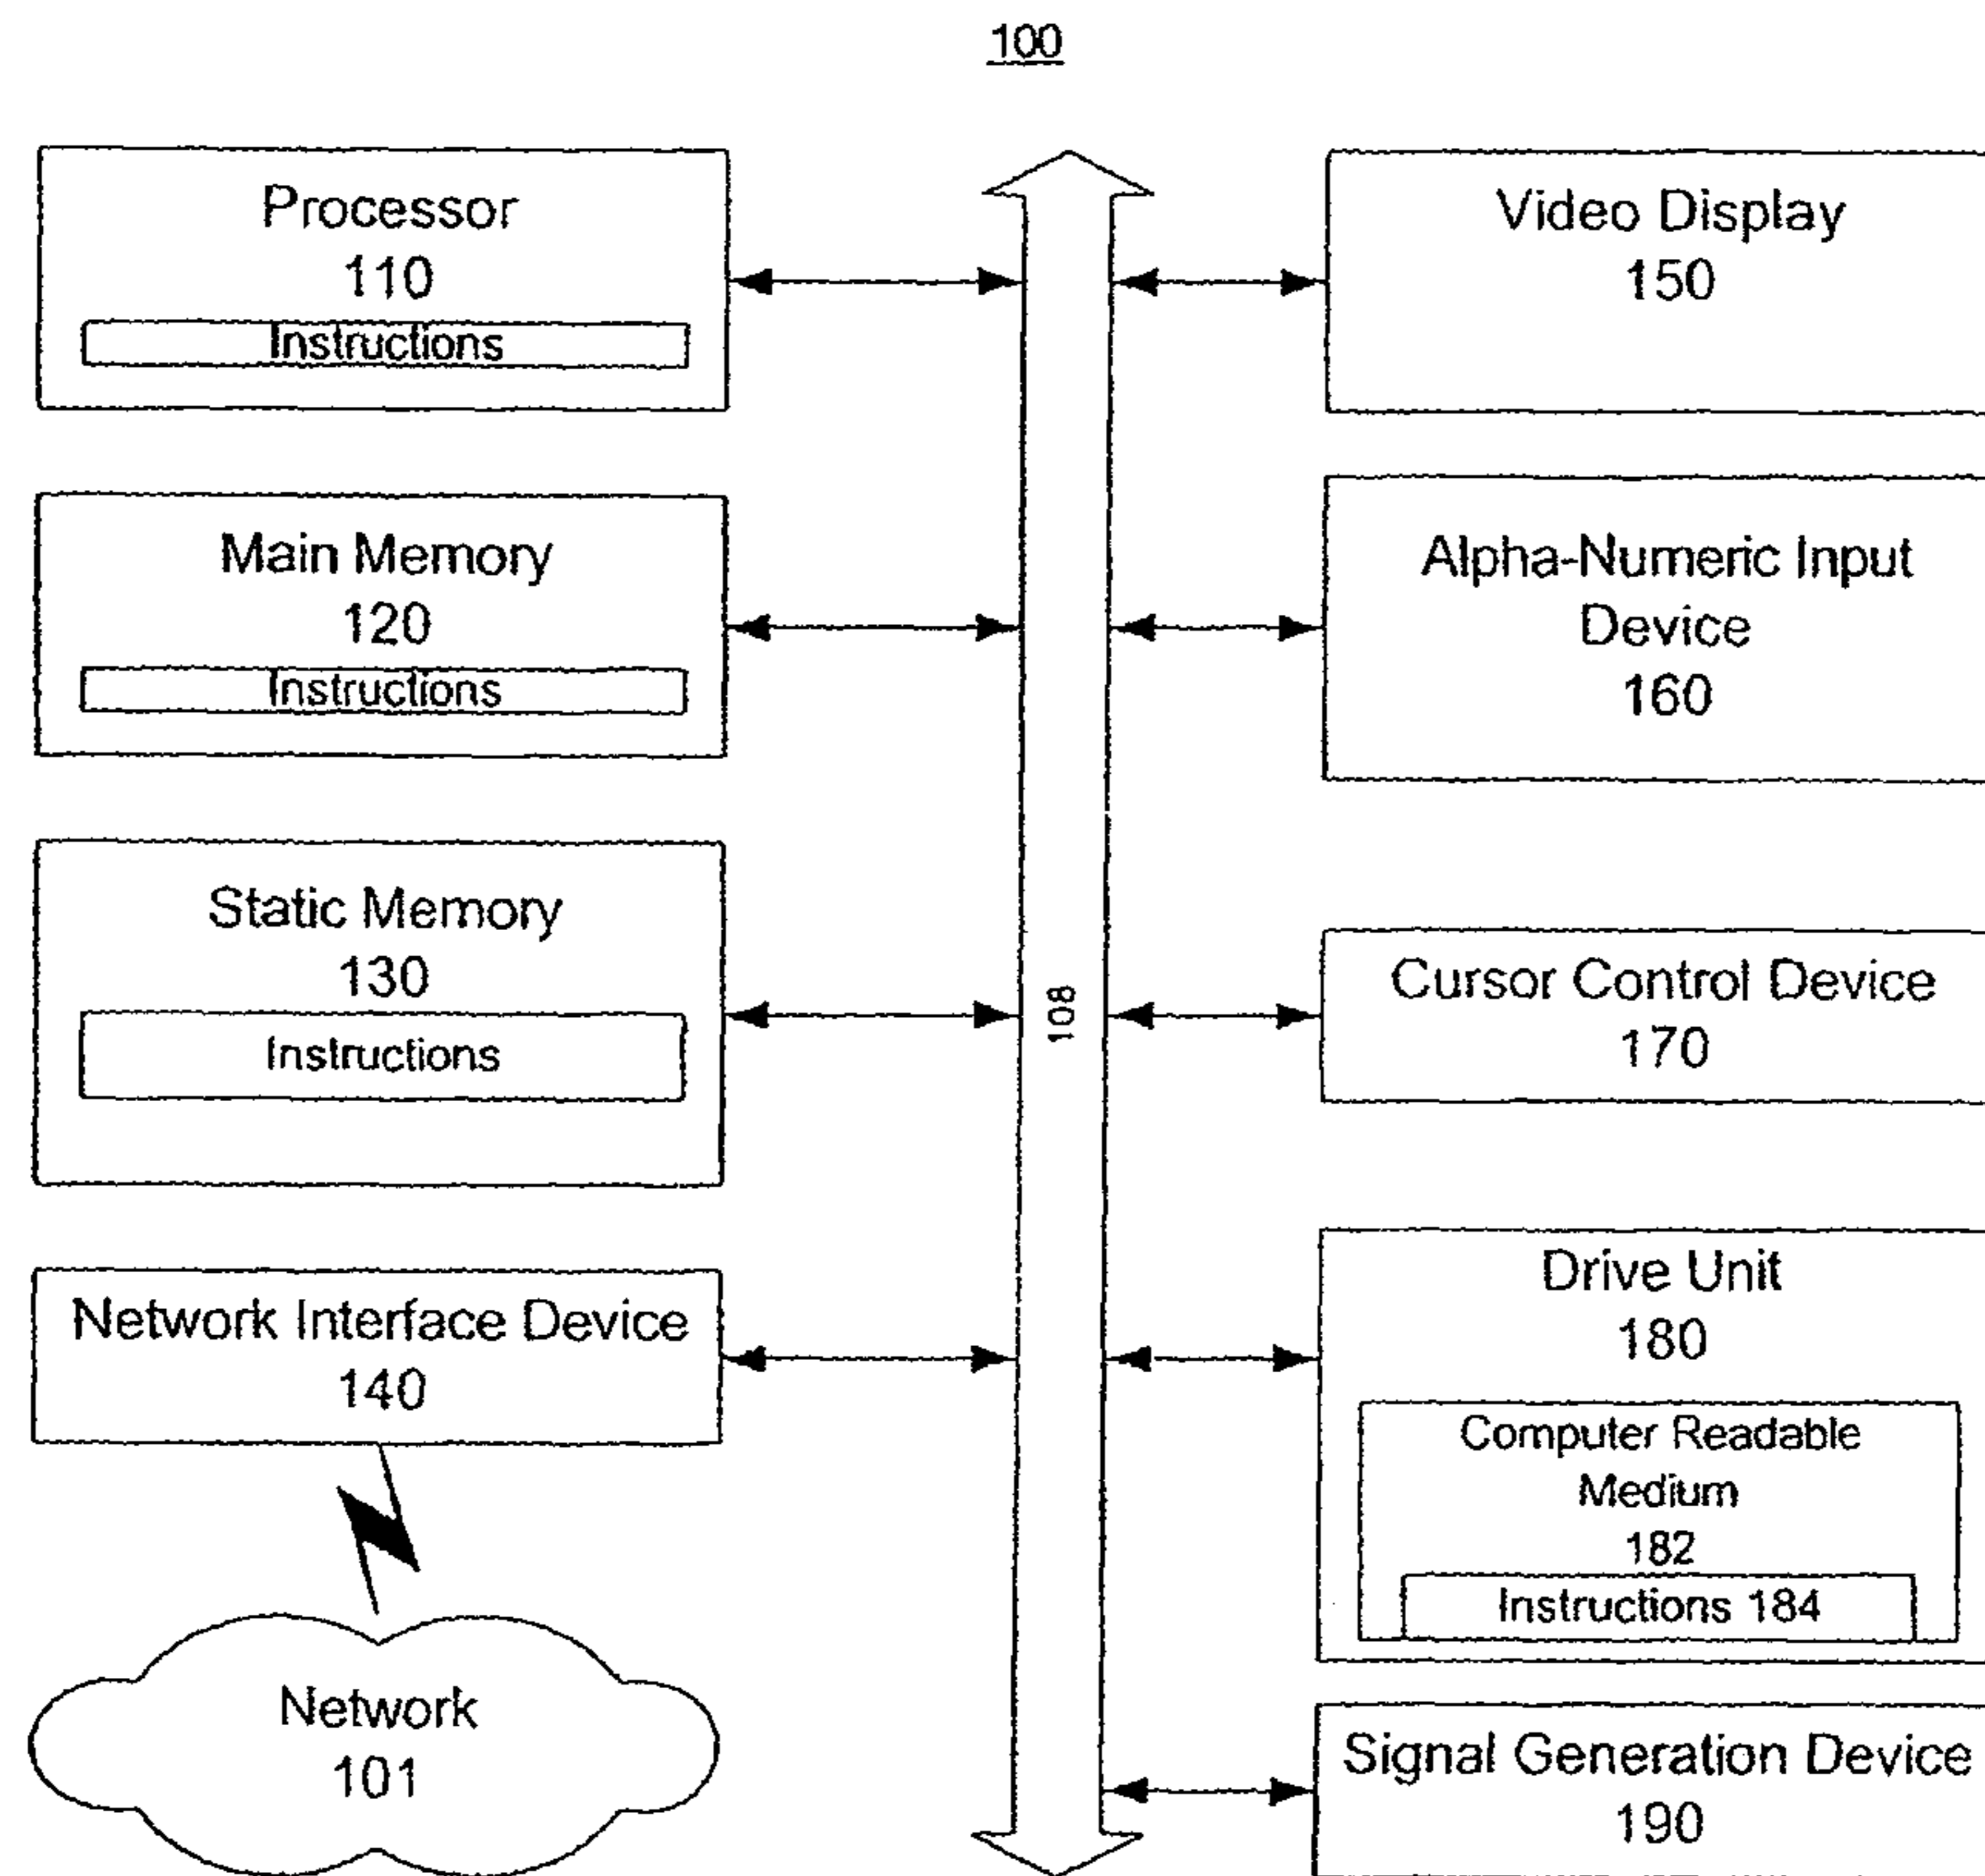 100
Processor
110
Instructions
Main Memory
120
Instructions
Static Memory
130
Instructions
Network Interface Device
140
Network
101
108
Video Display
150
Alpha-Numeric Input
Device
160
Cursor Control Device
170
Drive Unit
180
Computer Readable
Medium
182
Instructions 184
Signal Generation Device
190